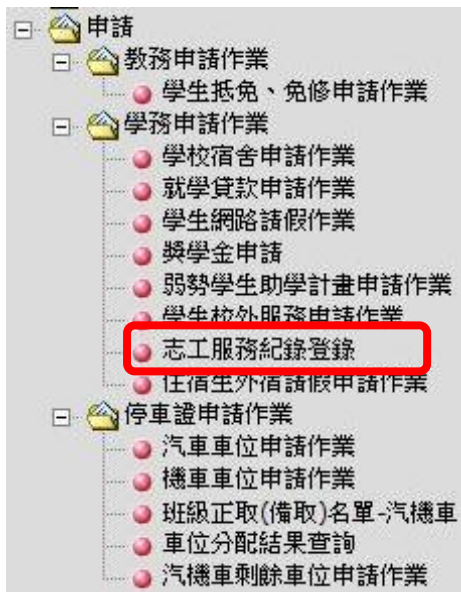 申請
教務申請作業
學生抵免、免修申請作業
學務申請作業
學校宿舍申請作業
就學貸款申請作業
學生網路請假作業
獎學金申請
弱勢學生助學計畫申請作業
學生校外服務申請作業
志工服務紀錄登錄
住宿生外宿請假申請作業
停車證申請作業
汽車車位申請作業
機車車位申請作業
班級正取(備取)名單-汽機車
車位分配結果查詢
汽機車剩餘車位申請作業